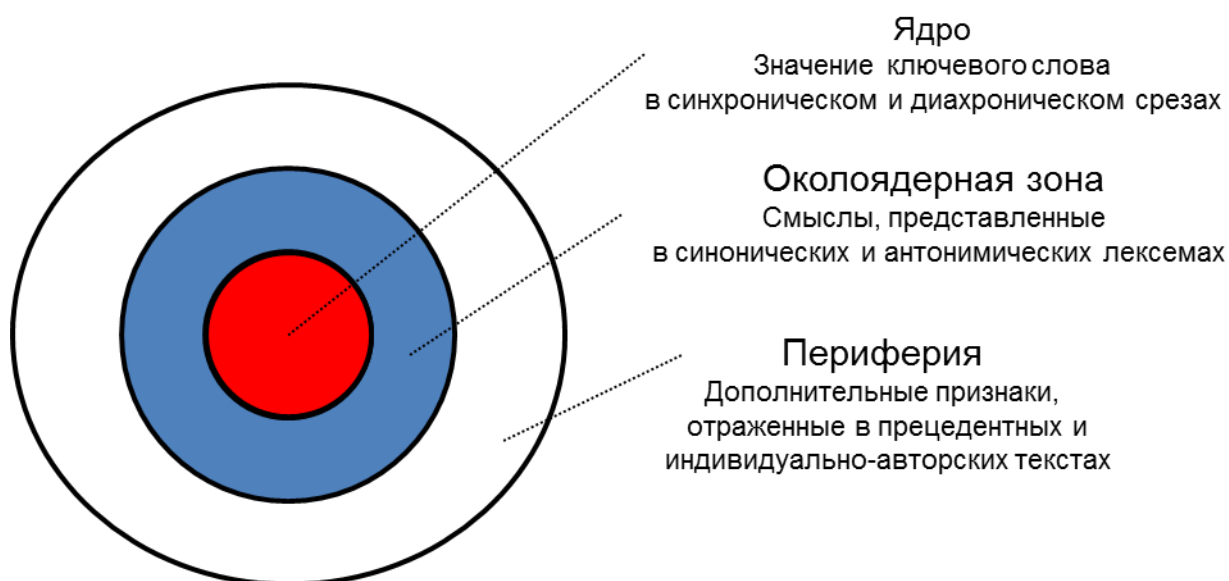 Ядро
Значение ключевого слова
в синхроническом и диахроническом срезах
Околоядерная зона
Смыслы, представленные
в синонических и антонимических лексемах
Периферия
Дополнительные признаки,
отраженные в прецедентных и
индивидуально-авторских текстах